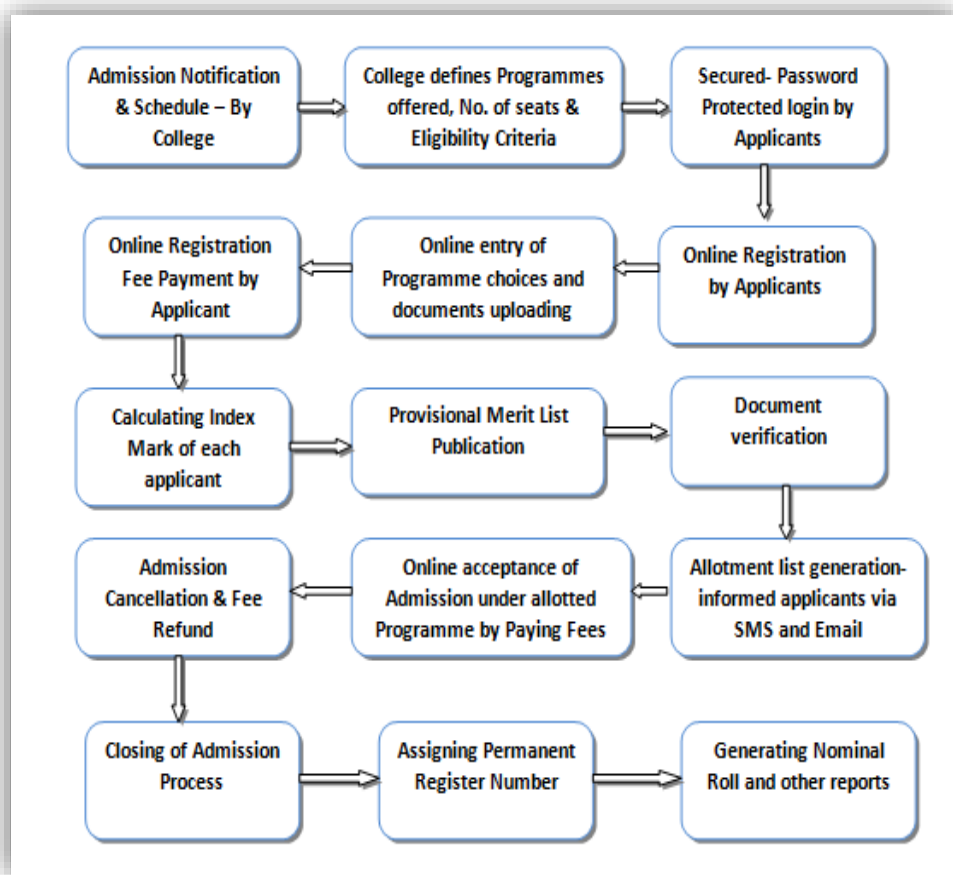 Admission Notification
& Schedule – By
College
College defines Programmes
offered, No. of seats &
Eligibility Criteria
Secured- Password
Protected login by
Applicants
Online Registration
by Applicants
Online entry of
Programme choices and
documents uploading
Online Registration
Fee Payment by
Applicant
Calculating Index
Mark of each
applicant
Provisional Merit List
Publication
Document
verification
Allotment list generation-
informed applicants via
SMS and Email
Online acceptance of
Admission under allotted
Programme by Paying Fees
Admission
Cancellation & Fee
Refund
Closing of Admission
Process
Assigning Permanent
Register Number
Generating Nominal
Roll and other reports